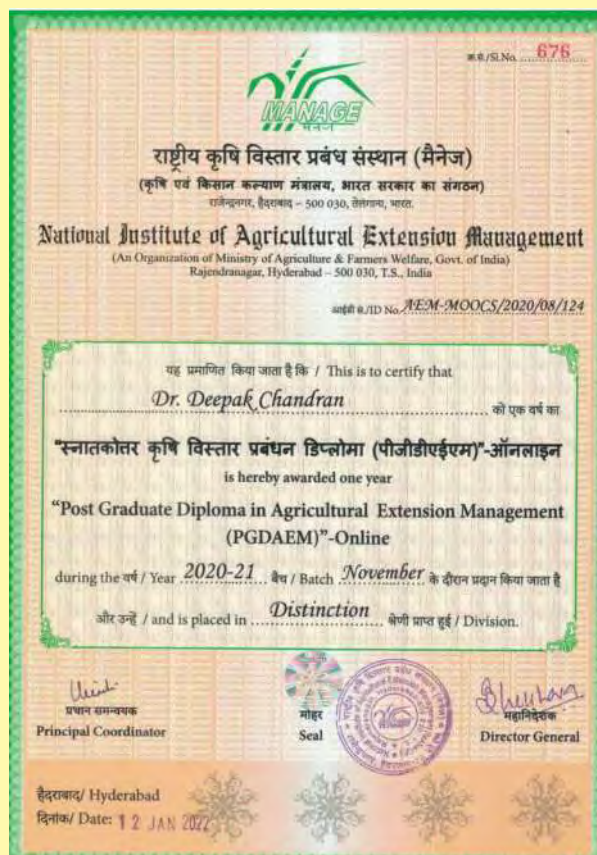 क्र.सं./Sl.No. 676
MANAGE
मैनेज
राष्ट्रीय कृषि विस्तार प्रबंध संस्थान (मैनेज)
(कृषि एवं किसान कल्याण मंत्रालय, भारत सरकार का संगठन)
राजेन्द्रनगर, हैदराबाद – 500 030, तेलंगाना, भारत.
National Institute of Agricultural Extension Management
(An Organization of Ministry of Agriculture & Farmers Welfare, Govt. of India)
Rajendranagar, Hyderabad – 500 030, T.S., India
आईडी सं./ID No. AEM-MOOCS/2020/08/124
यह प्रमाणित किया जाता है कि / This is to certify that
Dr. Deepak Chandran को एक वर्ष का
"स्नातकोत्तर कृषि विस्तार प्रबंधन डिप्लोमा (पीजीडीएईएम)"-ऑनलाइन
is hereby awarded one year
"Post Graduate Diploma in Agricultural Extension Management
(PGDAEM)"-Online
during the वर्ष / Year 2020-21 बैच / Batch November के दौरान प्रदान किया जाता है
और उन्हें / and is placed in Distinction श्रेणी प्राप्त हुई / Division.
प्रधान समन्वयक
Principal Coordinator
मोहर
Seal
महानिदेशक
Director General
हैदराबाद/ Hyderabad
दिनांक/ Date: 12 JAN 2022